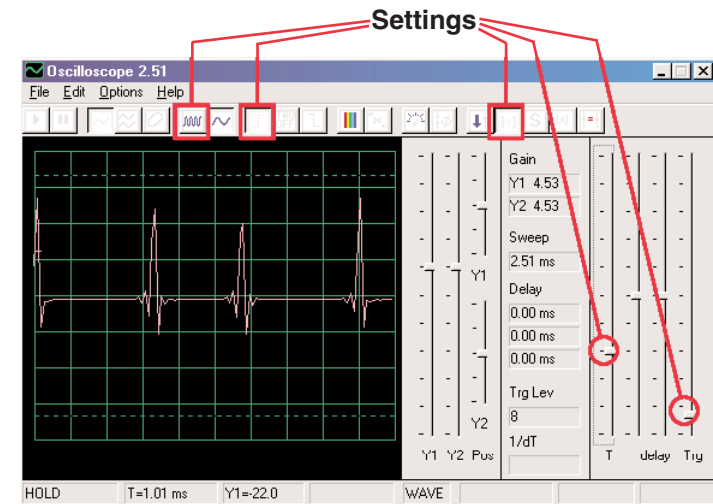 Settings
Oscilloscope 2.51
File Edit Options Help
Gain
Y1 4.53
Y2 4.53
Sweep
2.51 ms
Delay
0.00 ms
0.00 ms
0.00 ms
Trg Lev
8
1/dT
Y1
Y2
Y1 Y2 Pos
T delay Trg
HOLD T=1.01 ms Y1=-22.0 WAVE